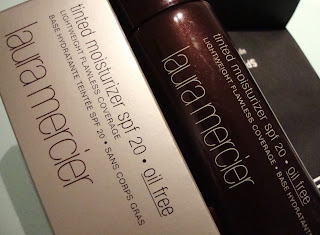 tinted moisturizer spf 20 • oil free
LIGHTWEIGHT FLAWLESS COVERAGE
BASE HYDRATANTE TEINTÉE SPF 20 • SANS CORPS GRAS
laura mercier
tinted moisturizer spf 20 • oil free
LIGHTWEIGHT FLAWLESS COVERAGE • BASE HYDRATANTE
laura mercier